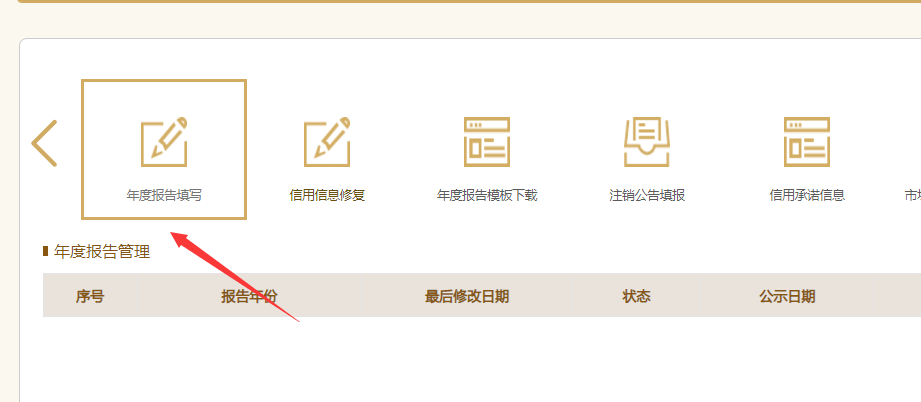 年度报告填写
信用信息修复
年度报告模板下载
注销公告填报
信用承诺信息
年度报告管理
序号 报告年份 最后修改日期 状态 公示日期